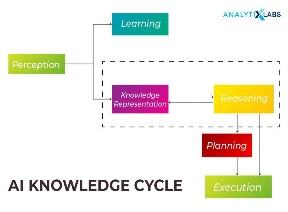 ANALYTIXLABS
Learning
Perception
Knowledge
Representation
Reasoning
Planning
AI KNOWLEDGE CYCLE
Execution